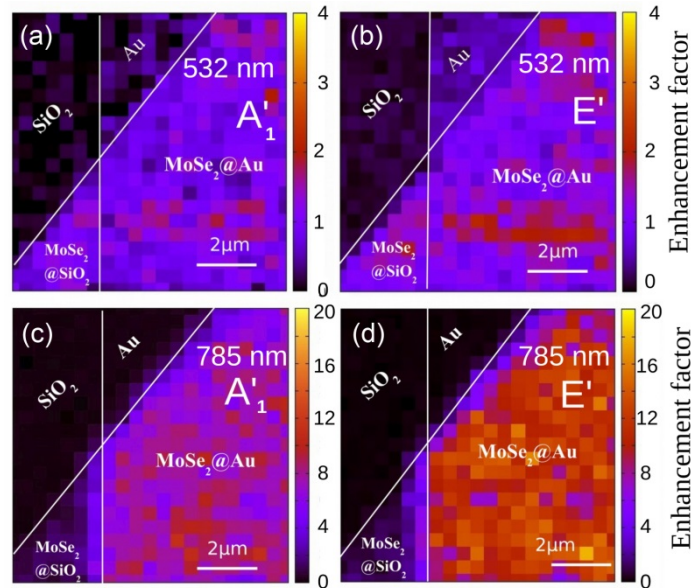 (a)
Au
532 nm
A'₁
SiO₂
MoSe₂@Au
MoSe₂
@SiO₂
2μm
4
3
2
1
0
(b)
Au
532 nm
E'
SiO₂
MoSe₂@Au
MoSe₂
@SiO₂
2μm
4
3
2
1
0
Enhancement factor
(c)
Au
785 nm
A'₁
SiO₂
MoSe₂@Au
MoSe₂
@SiO₂
2μm
20
16
12
8
4
0
(d)
Au
785 nm
E'
SiO₂
MoSe₂@Au
MoSe₂
@SiO₂
2μm
20
16
12
8
4
0
Enhancement factor